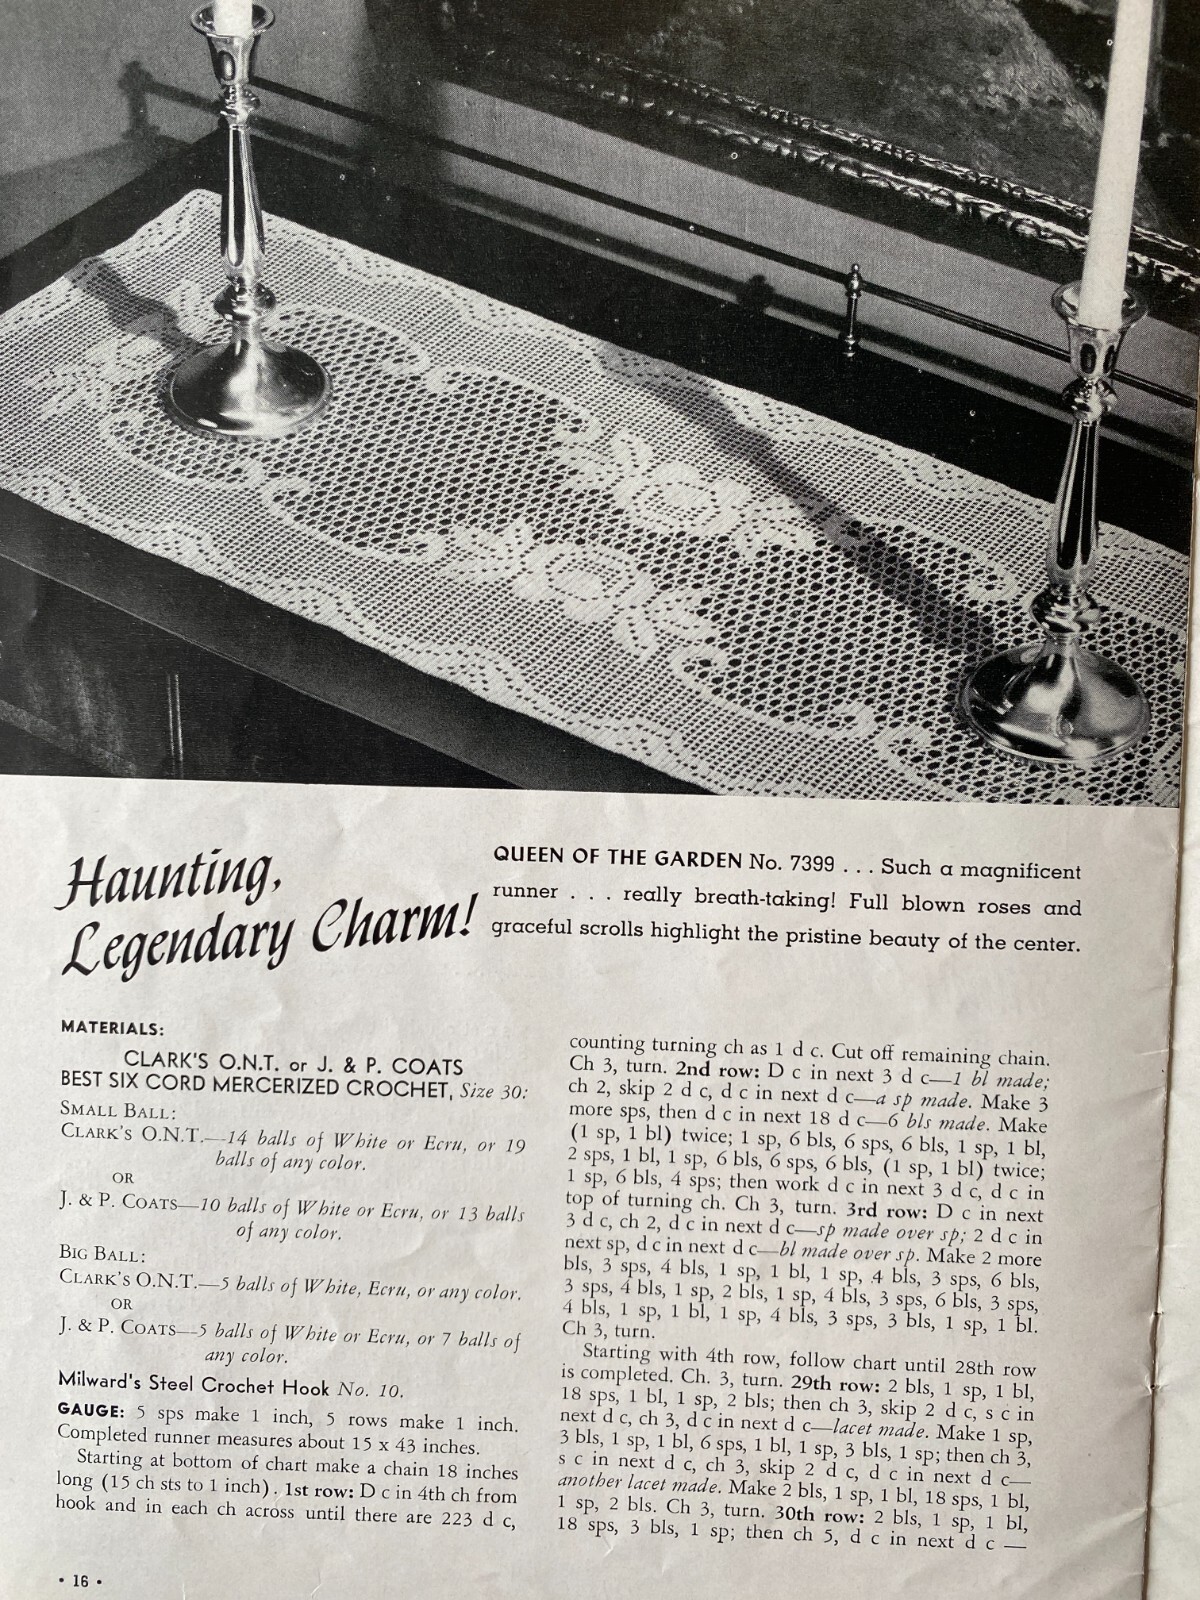 Haunting,
Legendary Charm!
QUEEN OF THE GARDEN No. 7399 . . . Such a magnificent
runner . . . really breath-taking! Full blown roses and
graceful scrolls highlight the pristine beauty of the center.
MATERIALS:
CLARK'S O.N.T. or J. & P. COATS
BEST SIX CORD MERCERIZED CROCHET, Size 30:
SMALL BALL:
CLARK'S O.N.T.—14 balls of White or Ecru, or 19
balls of any color.
OR
J. & P. COATS—10 balls of White or Ecru, or 13 balls
of any color.
BIG BALL:
CLARK'S O.N.T.—5 balls of White, Ecru, or any color.
OR
J. & P. COATS—5 balls of White or Ecru, or 7 balls of
any color.
Milward's Steel Crochet Hook No. 10.
GAUGE: 5 sps make 1 inch, 5 rows make 1 inch.
Completed runner measures about 15 x 43 inches.
Starting at bottom of chart make a chain 18 inches
long (15 ch sts to 1 inch). 1st row: D c in 4th ch from
hook and in each ch across until there are 223 d c,
counting turning ch as 1 d c. Cut off remaining chain.
Ch 3, turn. 2nd row: D c in next 3 d c—1 bl made;
ch 2, skip 2 d c, d c in next d c—a sp made. Make 3
more sps, then d c in next 18 d c—6 bls made. Make
(1 sp, 1 bl) twice; 1 sp, 6 bls, 6 sps, 6 bls, 1 sp, 1 bl,
2 sps, 1 bl, 1 sp, 6 bls, 6 sps, 6 bls, (1 sp, 1 bl) twice;
1 sp, 6 bls, 4 sps; then work d c in next 3 d c, d c in
top of turning ch. Ch 3, turn. 3rd row: D c in next
3 d c, ch 2, d c in next d c—sp made over sp; 2 d c in
next sp, d c in next d c—bl made over sp. Make 2 more
bls, 3 sps, 4 bls, 1 sp, 1 bl, 1 sp, 4 bls, 3 sps, 6 bls,
3 sps, 4 bls, 1 sp, 2 bls, 1 sp, 4 bls, 3 sps, 6 bls, 3 sps,
4 bls, 1 sp, 1 bl, 1 sp, 4 bls, 3 sps, 3 bls, 1 sp, 1 bl.
Ch 3, turn.
Starting with 4th row, follow chart until 28th row
is completed. Ch. 3, turn. 29th row: 2 bls, 1 sp, 1 bl,
18 sps, 1 bl, 1 sp, 2 bls; then ch 3, skip 2 d c, s c in
next d c, ch 3, d c in next d c—lacet made. Make 1 sp,
3 bls, 1 sp, 1 bl, 6 sps, 1 bl, 1 sp, 3 bls, 1 sp; then ch 3,
s c in next d c, ch 3, skip 2 d c, d c in next d c—
another lacet made. Make 2 bls, 1 sp, 1 bl, 18 sps, 1 bl,
1 sp, 2 bls. Ch 3, turn. 30th row: 2 bls, 1 sp, 1 bl,
18 sps, 3 bls, 1 sp; then ch 5, d c in next d c —
• 16 •